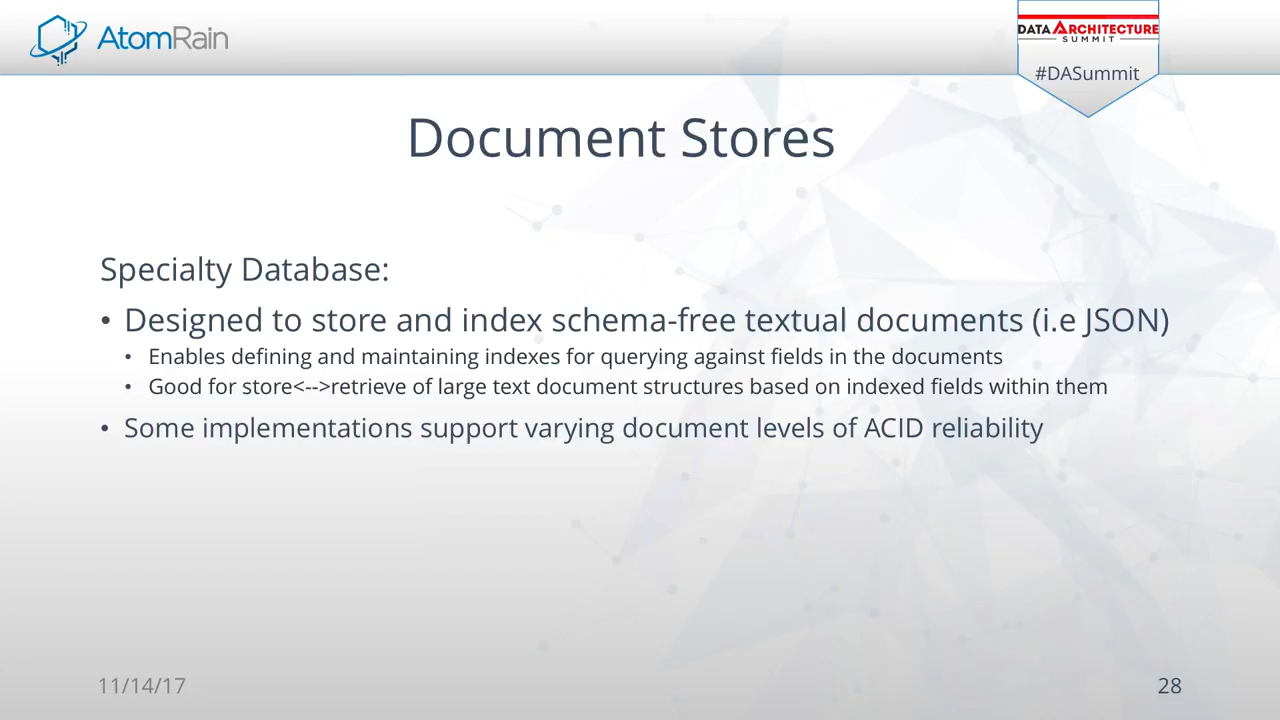 AtomRain
DATA ARCHITECTURE
SUMMIT
#DASummit
Document Stores
Specialty Database:
• Designed to store and index schema-free textual documents (i.e JSON)
• Enables defining and maintaining indexes for querying against fields in the documents
• Good for store<-->retrieve of large text document structures based on indexed fields within them
• Some implementations support varying document levels of ACID reliability
11/14/17
28